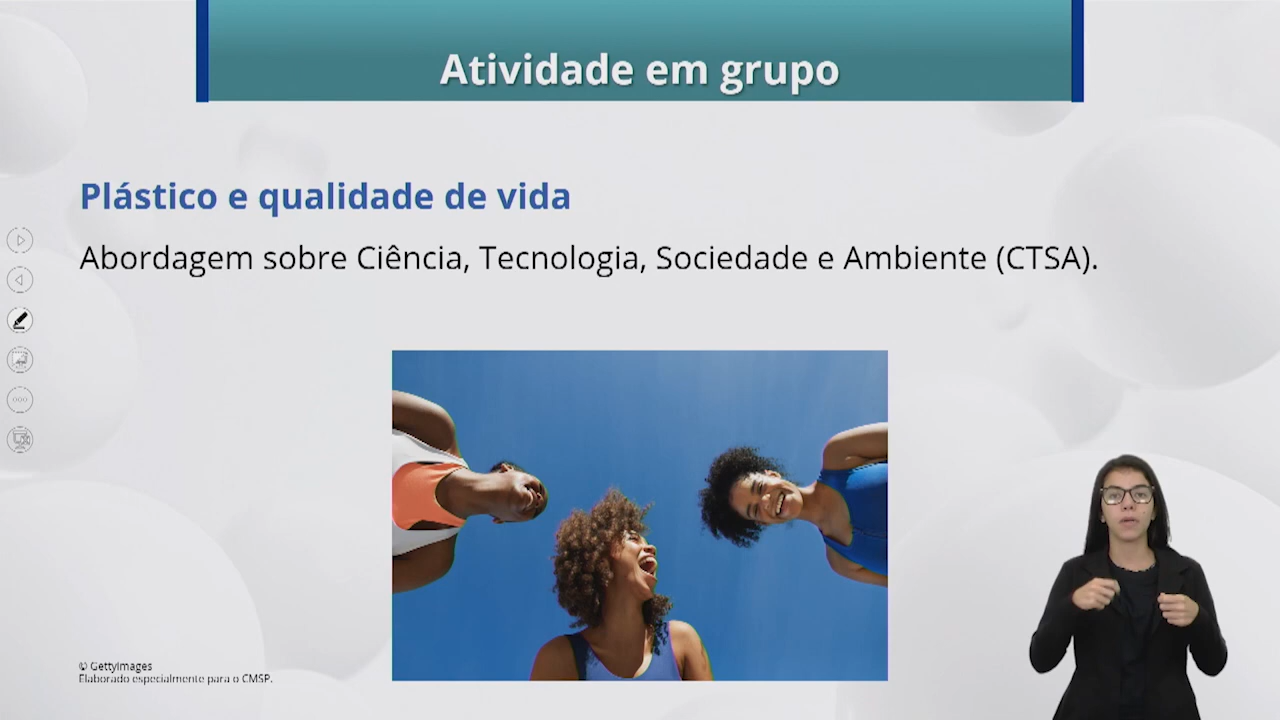 Atividade em grupo
Plástico e qualidade de vida
Abordagem sobre Ciência, Tecnologia, Sociedade e Ambiente (CTSA).
© GettyImages
Elaborado especialmente para o CMSP.